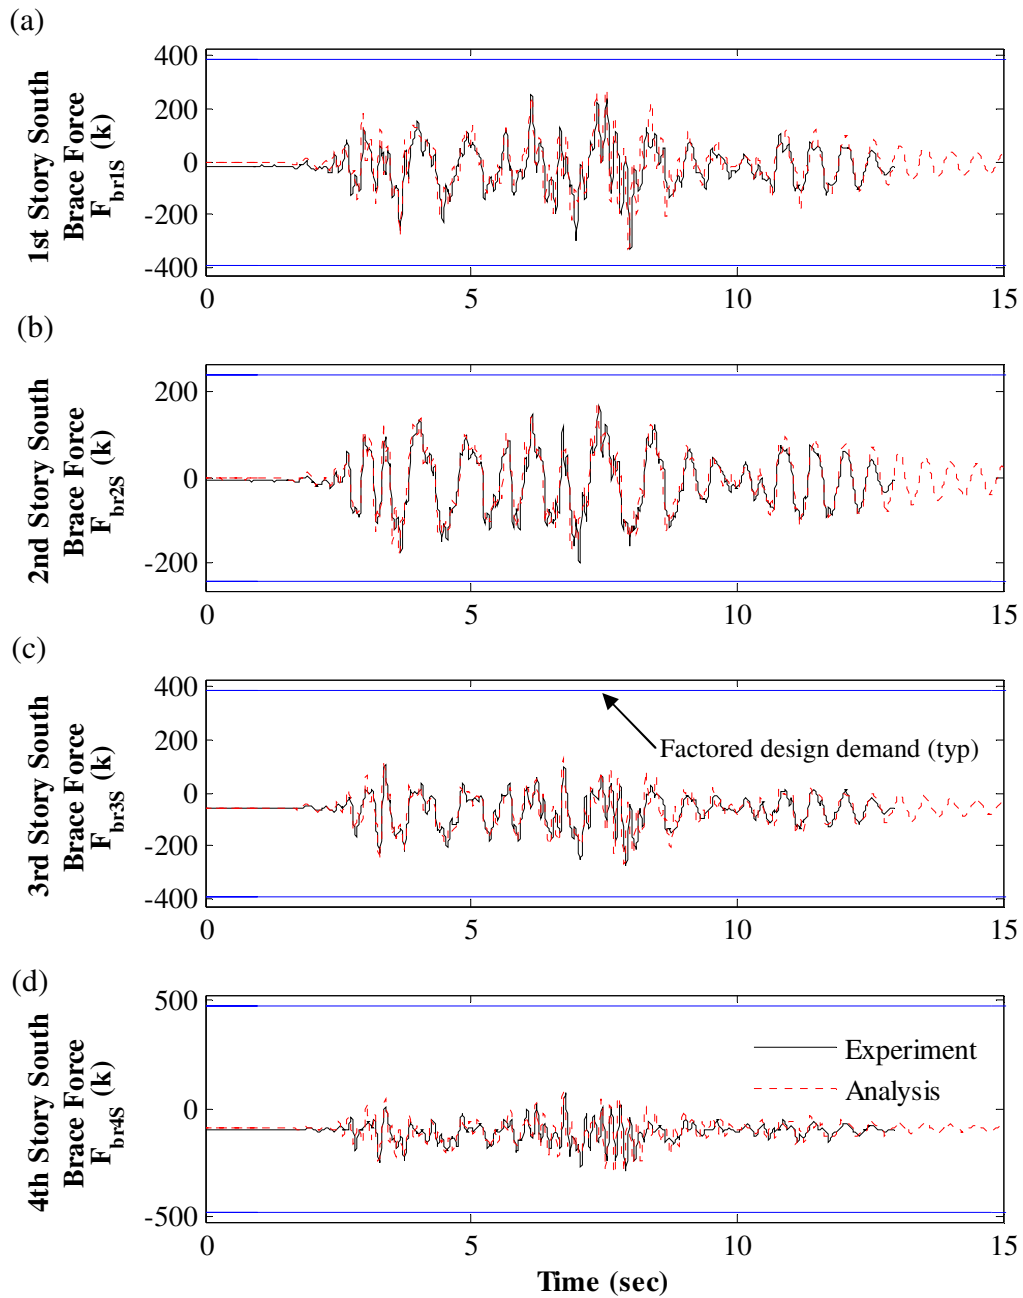 (a)
1st Story South
Brace Force
F_br1S (k)
400
200
0
-200
-400
0 5 10 15
(b)
2nd Story South
Brace Force
F_br2S (k)
200
0
-200
0 5 10 15
(c)
3rd Story South
Brace Force
F_br3S (k)
400
200
0
-200
-400
Factored design demand (typ)
0 5 10 15
(d)
4th Story South
Brace Force
F_br4S (k)
500
0
-500
Experiment
Analysis
0 5 10 15
Time (sec)